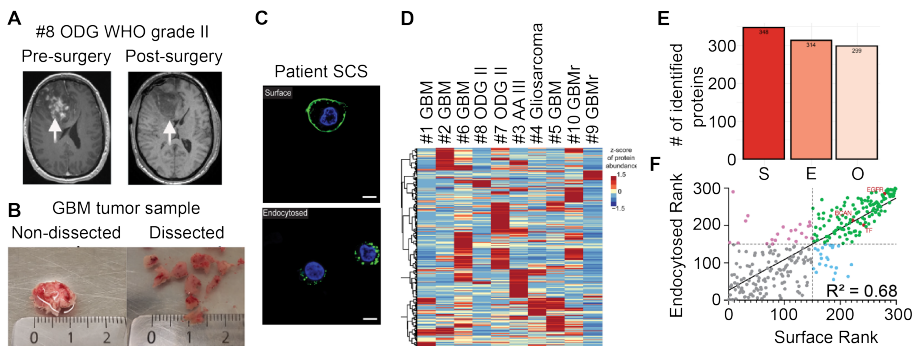 A
#8 ODG WHO grade II
Pre-surgery
Post-surgery
B
GBM tumor sample
Non-dissected
Dissected
0
1
2
0
1
2
C
Patient SCS
Surface
Endocytosed
D
#1 GBM
#2 GBM
#6 GBM
#8 ODG II
#7 ODG II
#3 AA III
#4 Gliosarcoma
#5 GBM
#10 GBMr
#9 GBMr
z-score
of protein
abundance
1.5
0
−1.5
E
# of identified
proteins
300
200
100
0
348
314
299
S
E
O
F
Endocytosed Rank
300
200
100
0
EGFR
TF
R² = 0.68
0
100
200
300
Surface Rank